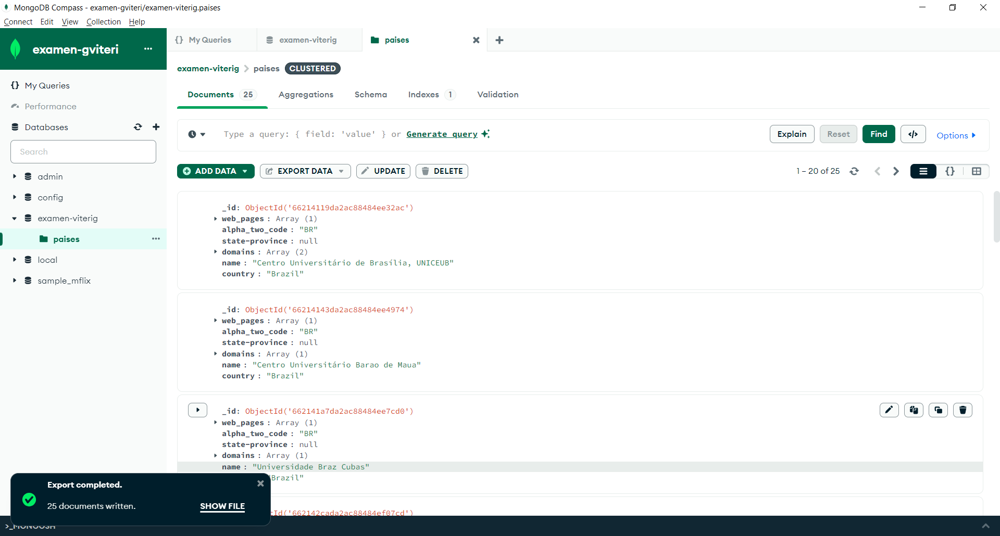 MongoDB Compass - examen-gviteri/examen-viterig.paises
Connect Edit View Collection Help
examen-gviteri
My Queries
Performance
Databases
Search
admin
config
examen-viterig
paises
local
sample_mflix
My Queries examen-viterig paises
examen-viterig > paises CLUSTERED
Documents 25 Aggregations Schema Indexes 1 Validation
Type a query: { field: 'value' } or Generate query
Explain Reset Find </> Options
ADD DATA EXPORT DATA UPDATE DELETE
1 – 20 of 25
_id: ObjectId('66214119da2ac88484ee32ac')
web_pages : Array (1)
alpha_two_code : "BR"
state-province : null
domains : Array (2)
name : "Centro Universitário de Brasília, UNICEUB"
country : "Brazil"
_id: ObjectId('66214143da2ac88484ee4974')
web_pages : Array (1)
alpha_two_code : "BR"
state-province : null
domains : Array (1)
name : "Centro Universitário Barao de Maua"
country : "Brazil"
_id: ObjectId('662141a7da2ac88484ee7cd0')
web_pages : Array (1)
alpha_two_code : "BR"
state-province : null
domains : Array (1)
name : "Universidade Braz Cubas"
Brazil"
tId('662142cada2ac88484ef07cd')
Export completed.
25 documents written.
SHOW FILE
>_MONGOSH